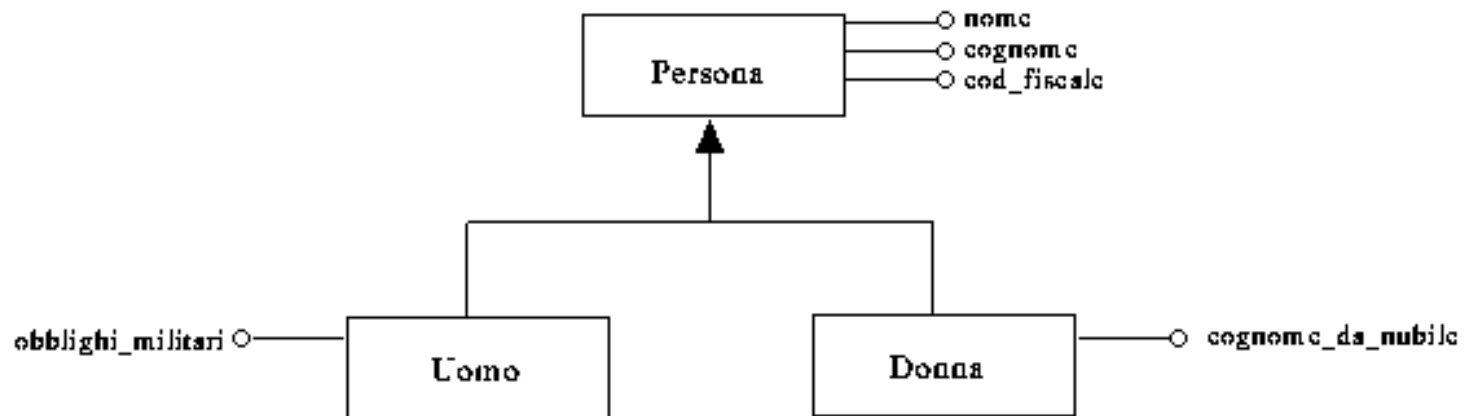 nome
cognome
Persona
cod_fiscale
obblighi_militari
cognome_da_nubile
Uomo
Donna